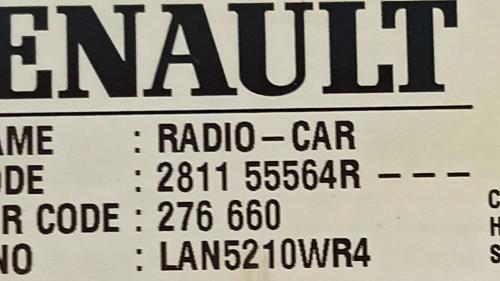 ENAULT
AME : RADIO-CAR
ODE : 2811 55564R - - -
R CODE : 276 660
NO : LAN5210WR4
C
H
S